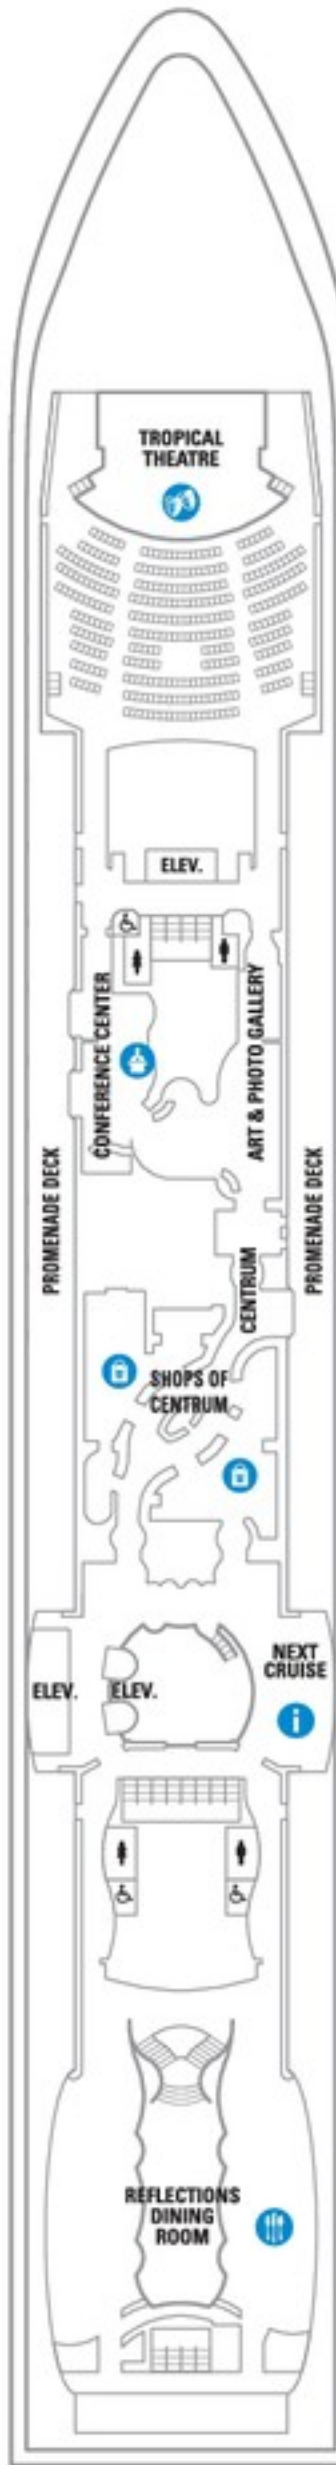 TROPICAL
THEATRE
ELEV.
CONFERENCE CENTER
ART & PHOTO GALLERY
PROMENADE DECK
PROMENADE DECK
CENTRUM
SHOPS OF
CENTRUM
NEXT
CRUISE
ELEV.
ELEV.
i
REFLECTIONS
DINING
ROOM